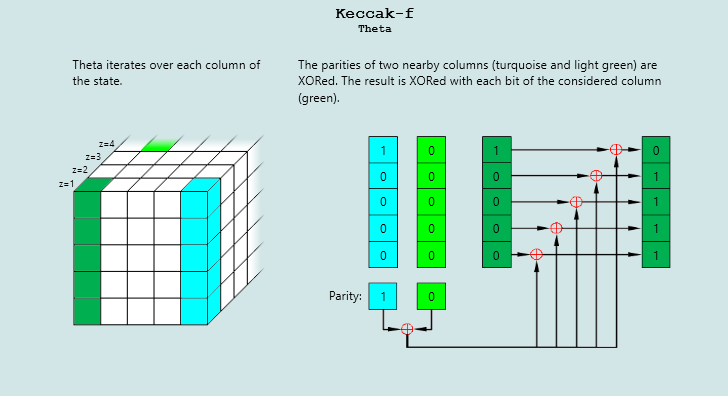 Keccak-f
Theta
Theta iterates over each column of
the state.
The parities of two nearby columns (turquoise and light green) are
XORed. The result is XORed with each bit of the considered column
(green).
z=4
z=3
z=2
z=1
1 0 1 0
0 0 0 1
0 0 0 1
0 0 0 1
0 0 0 1
Parity: 1 0